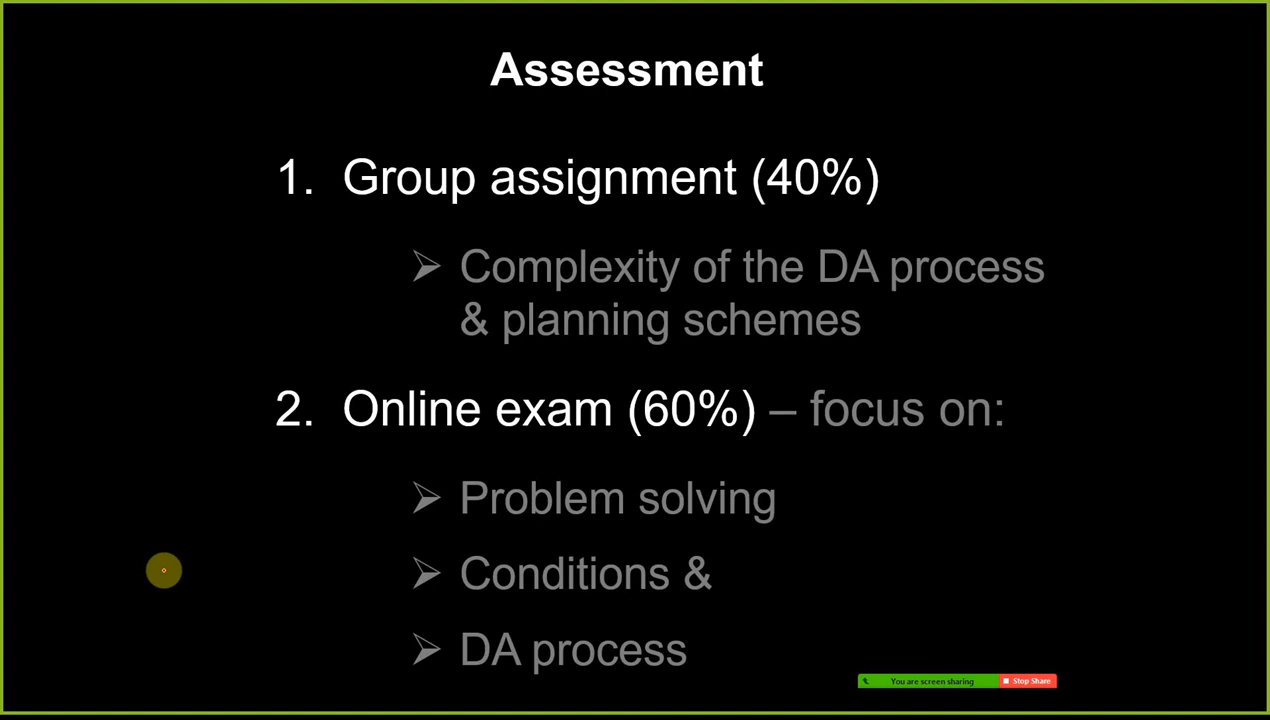 Assessment
1. Group assignment (40%)
➢ Complexity of the DA process
& planning schemes
2. Online exam (60%) – focus on:
➢ Problem solving
➢ Conditions &
➢ DA process
You are screen sharing Stop Share